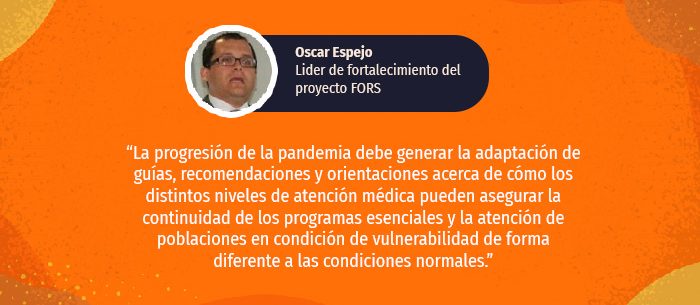 Oscar Espejo
Lider de fortalecimiento del
proyecto FORS
“La progresión de la pandemia debe generar la adaptación de
guías, recomendaciones y orientaciones acerca de cómo los
distintos niveles de atención médica pueden asegurar la
continuidad de los programas esenciales y la atención de
poblaciones en condición de vulnerabilidad de forma
diferente a las condiciones normales.”